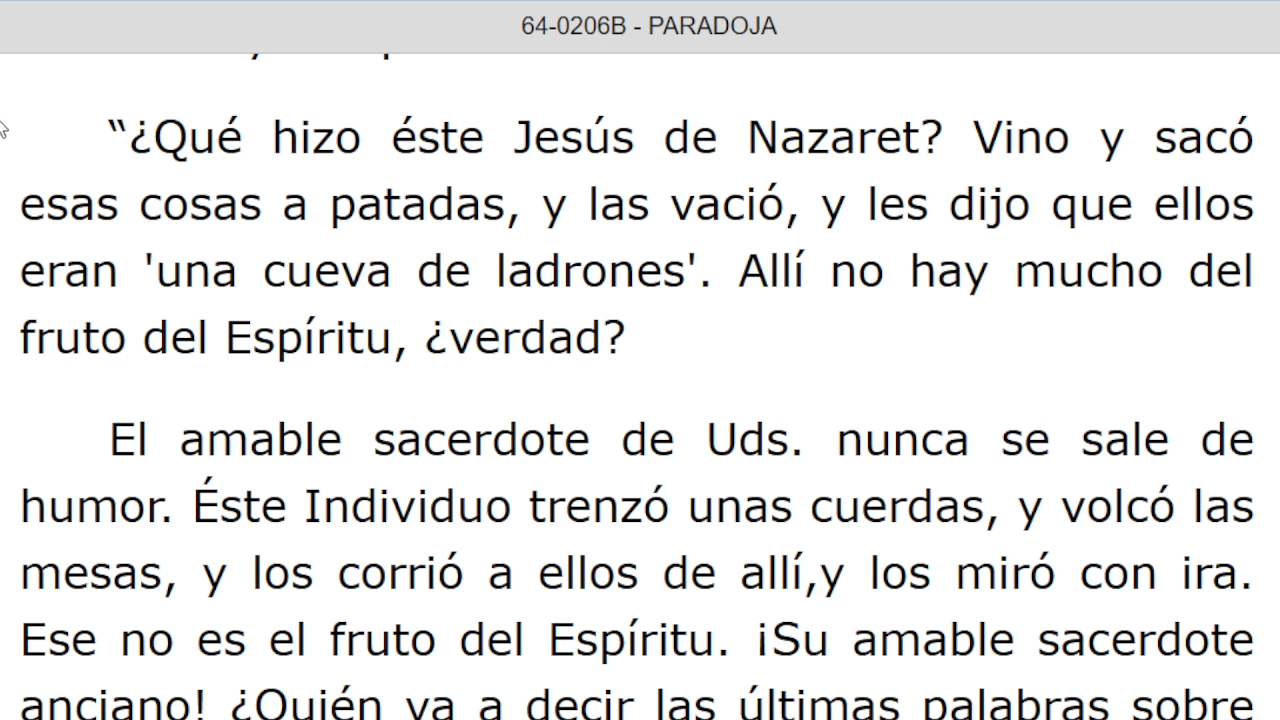 64-0206B - PARADOJA
“¿Qué hizo éste Jesús de Nazaret? Vino y sacó
esas cosas a patadas, y las vació, y les dijo que ellos
eran 'una cueva de ladrones'. Allí no hay mucho del
fruto del Espíritu, ¿verdad?
El amable sacerdote de Uds. nunca se sale de
humor. Éste Individuo trenzó unas cuerdas, y volcó las
mesas, y los corrió a ellos de allí,y los miró con ira.
Ese no es el fruto del Espíritu. ¡Su amable sacerdote
anciano! ¿Quién va a decir las últimas palabras sobre